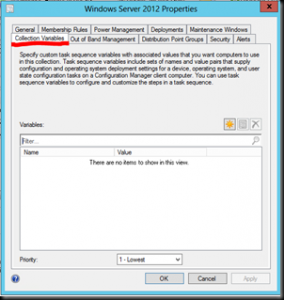 Windows Server 2012 Properties
General Membership Rules Power Management Deployments Maintenance Windows
Collection Variables Out of Band Management Distribution Point Groups Security Alerts
Specify custom task sequence variables with associated values that you want computers to use
in this collection. Task sequence variables include sets of names and value pairs that supply
configuration and operating system deployment settings for a device, operating system, and user
state configuration tasks on a Configuration Manager client computer. You can use task
sequence variables to configure and customize the steps in a task sequence.
Variables:
Filter...
Name Value
There are no items to show in this view.
Priority: 1 - Lowest
OK Cancel Apply